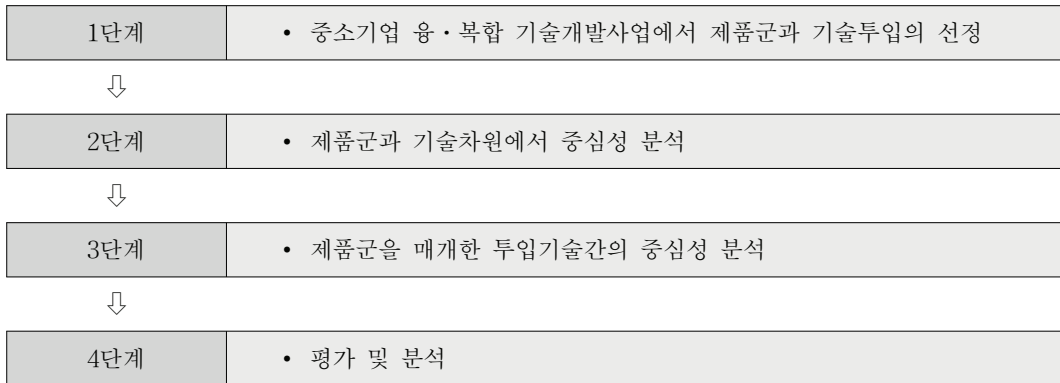 1단계 • 중소기업 융·복합 기술개발사업에서 제품군과 기술투입의 선정
⇩
2단계 • 제품군과 기술차원에서 중심성 분석
⇩
3단계 • 제품군을 매개한 투입기술간의 중심성 분석
⇩
4단계 • 평가 및 분석